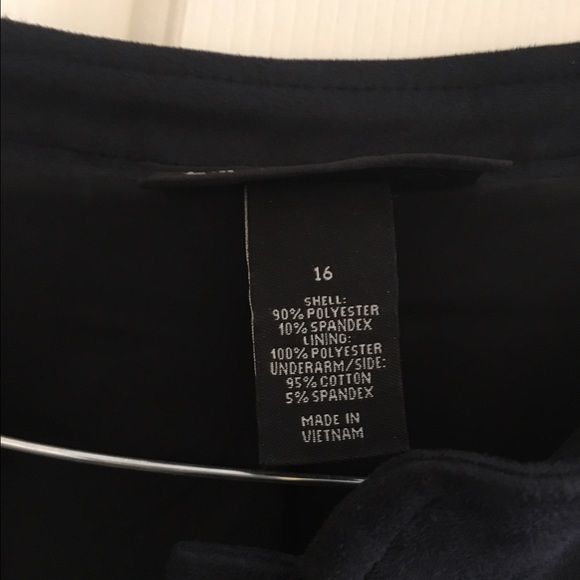 16
SHELL:
90% POLYESTER
10% SPANDEX
LINING:
100% POLYESTER
UNDERARM/SIDE:
95% COTTON
5% SPANDEX
MADE IN
VIETNAM